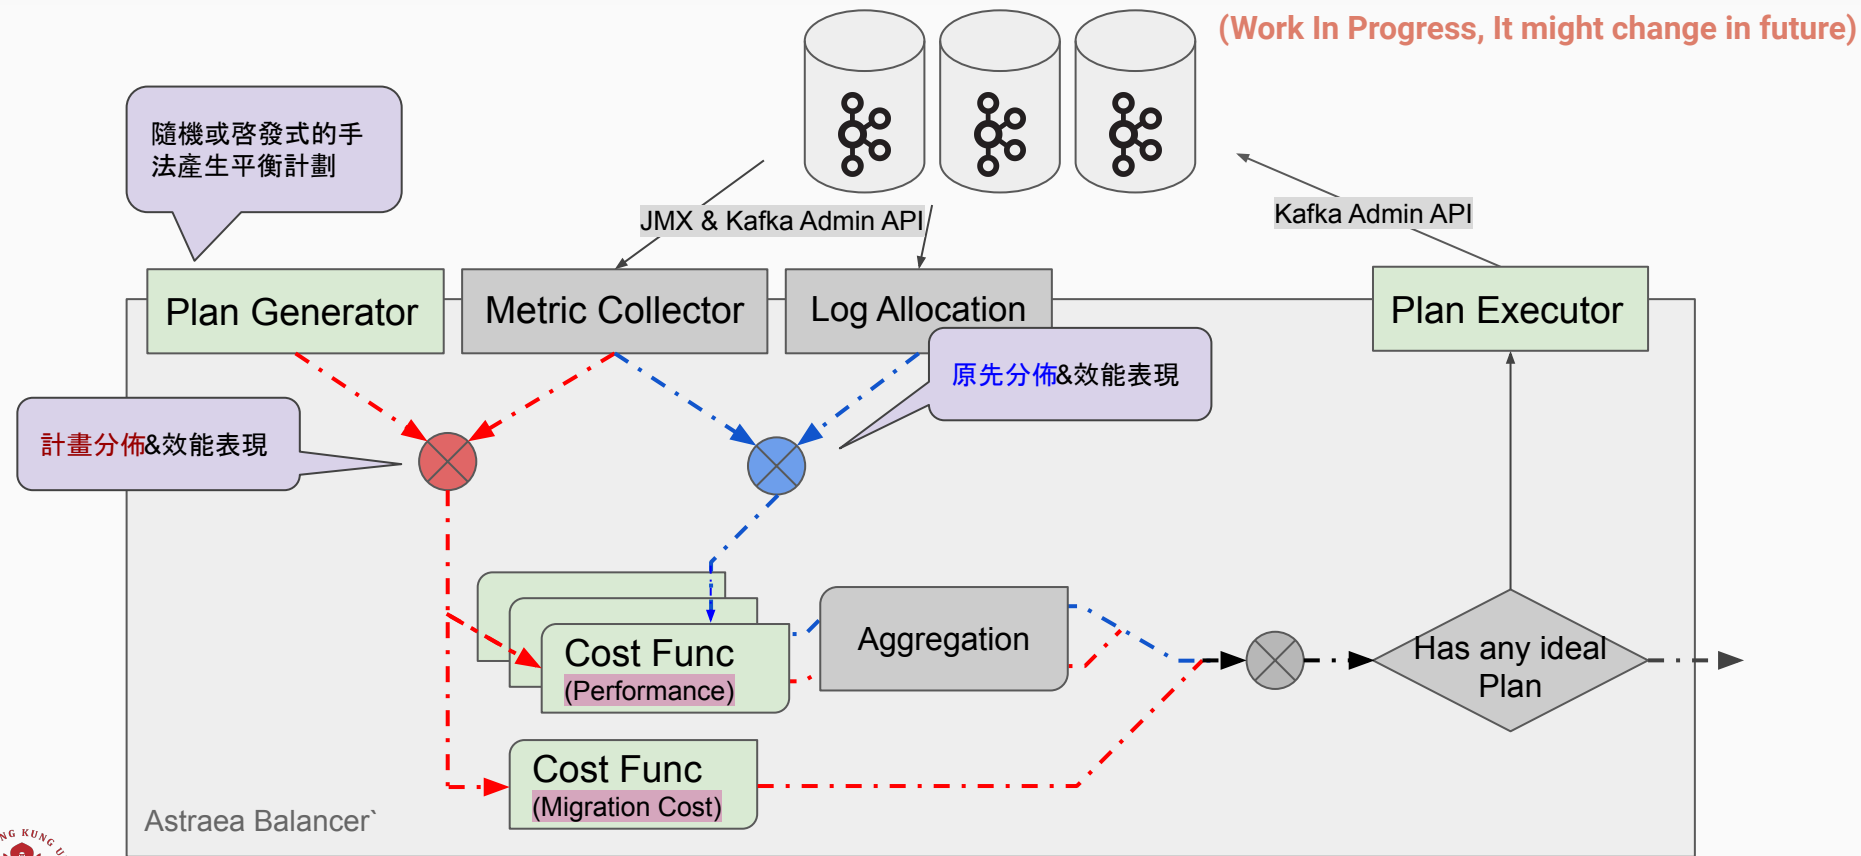 (Work In Progress, It might change in future)
隨機或啓發式的手
法產生平衡計劃
JMX & Kafka Admin API
Kafka Admin API
Plan Generator
Metric Collector
Log Allocation
Plan Executor
原先分佈&效能表現
計畫分佈&效能表現
Cost Func
(Performance)
Aggregation
Has any ideal
Plan
Cost Func
(Migration Cost)
Astraea Balancer`
NG KUNG U